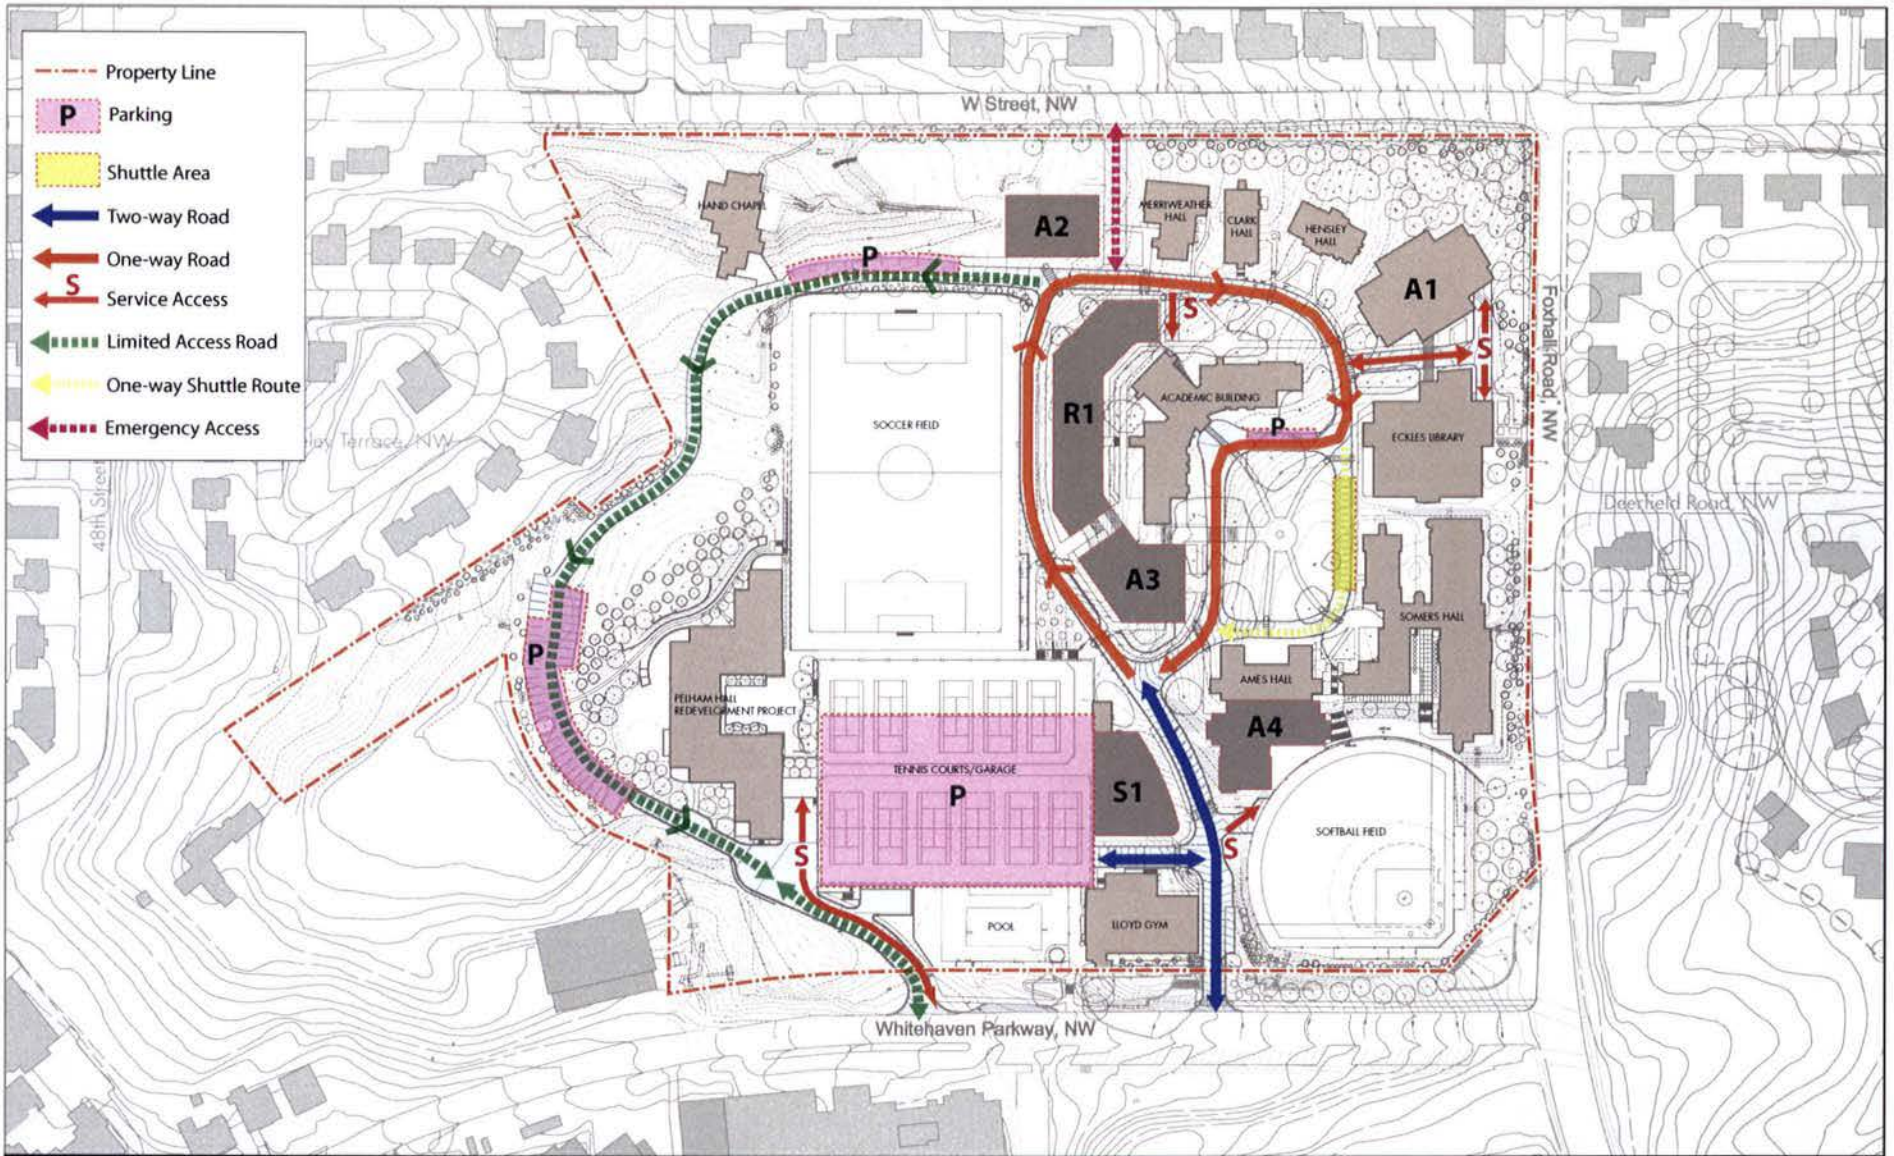 Property Line
P Parking
Shuttle Area
Two-way Road
One-way Road
S
Service Access
Limited Access Road
One-way Shuttle Route
Emergency Access
W Street, NW
HAND CHAPEL
A2
MERRIWEATHER
HALL
CLARK
HALL
HENSLEY
HALL
A1
P
S
S
Foxhall Road, NW
R1
ACADEMIC BUILDING
P
ECKLES LIBRARY
SOCCER FIELD
Terrace, NW
48th Street
Deerfield Road, NW
A3
SOMERS HALL
P
AMES HALL
PELHAM HALL
REDEVELOPMENT PROJECT
A4
TENNIS COURTS/GARAGE
P
S1
SOFTBALL FIELD
S
S
POOL
LLOYD GYM
Whitehaven Parkway, NW